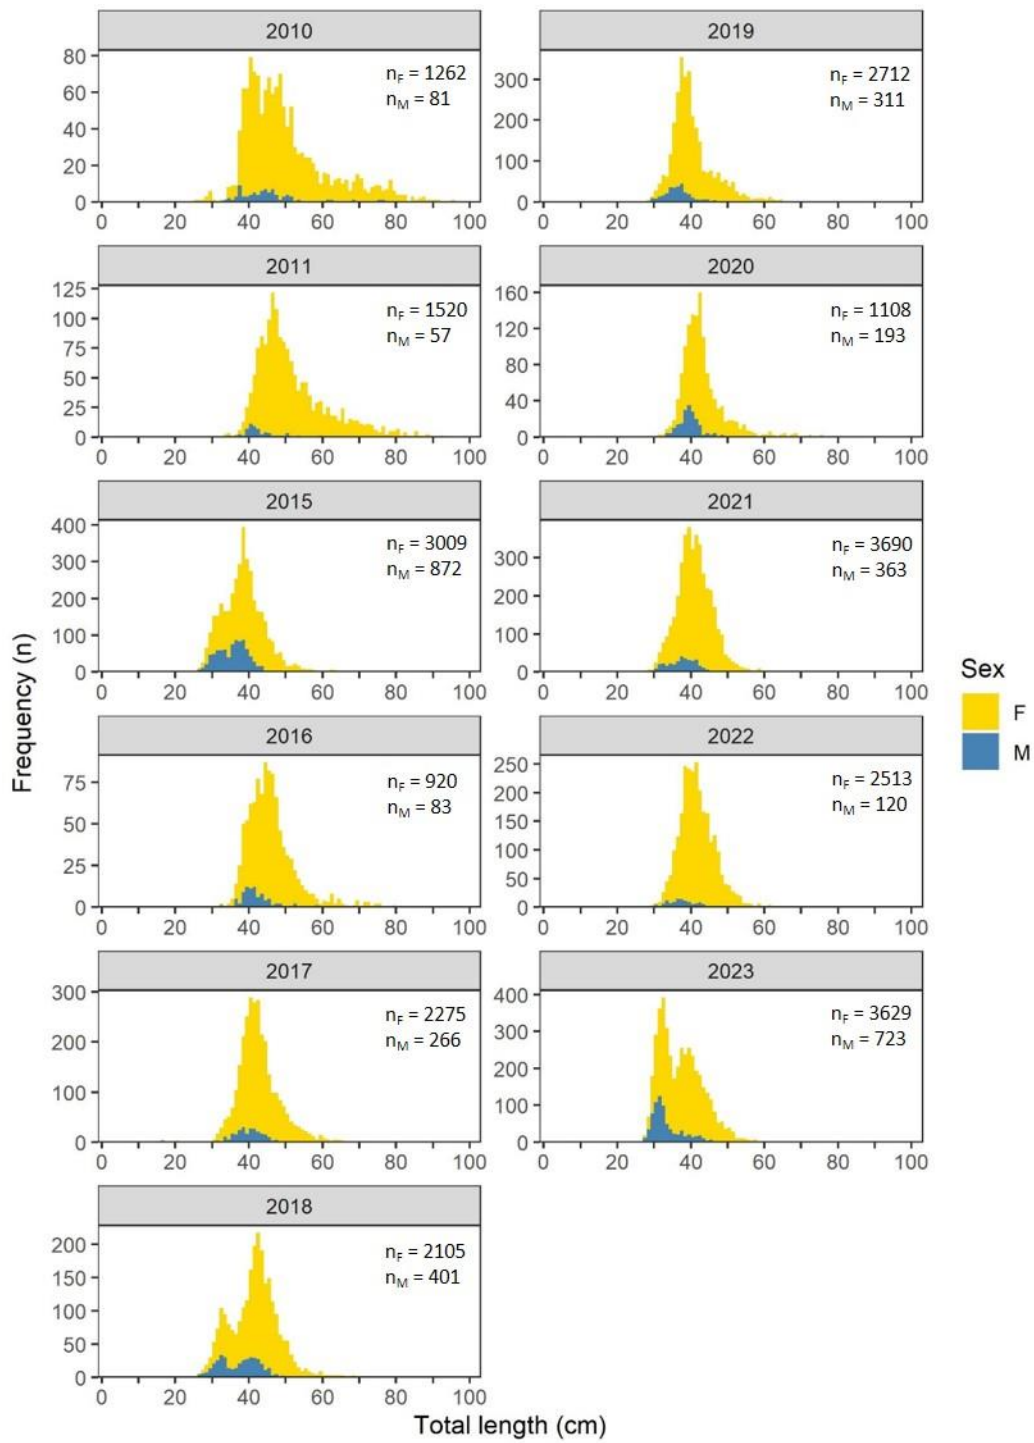 2010
80
60
40
20
0
0 20 40 60 80 100
nF = 1262
nM = 81
2019
300
200
100
0
0 20 40 60 80 100
nF = 2712
nM = 311
2011
125
100
75
50
25
0
0 20 40 60 80 100
nF = 1520
nM = 57
2020
160
120
80
40
0
0 20 40 60 80 100
nF = 1108
nM = 193
2015
400
300
200
100
0
0 20 40 60 80 100
nF = 3009
nM = 872
2021
300
200
100
0
0 20 40 60 80 100
nF = 3690
nM = 363
Frequency (n)
Sex
F
M
2016
75
50
25
0
0 20 40 60 80 100
nF = 920
nM = 83
2022
250
200
150
100
50
0
0 20 40 60 80 100
nF = 2513
nM = 120
2017
300
200
100
0
0 20 40 60 80 100
nF = 2275
nM = 266
2023
400
300
200
100
0
0 20 40 60 80 100
nF = 3629
nM = 723
2018
200
150
100
50
0
0 20 40 60 80 100
nF = 2105
nM = 401
Total length (cm)